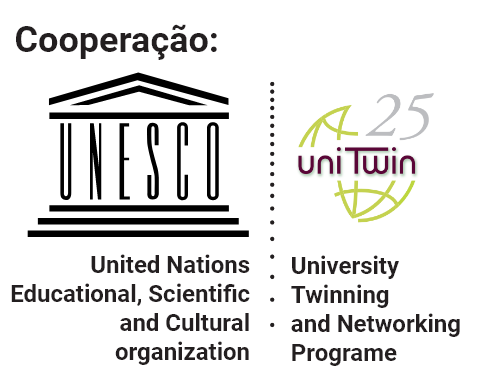 Cooperação:
UNESCO
United Nations
Educational, Scientific
and Cultural
organization
25
uniTwin
University
Twinning
and Networking
Programe